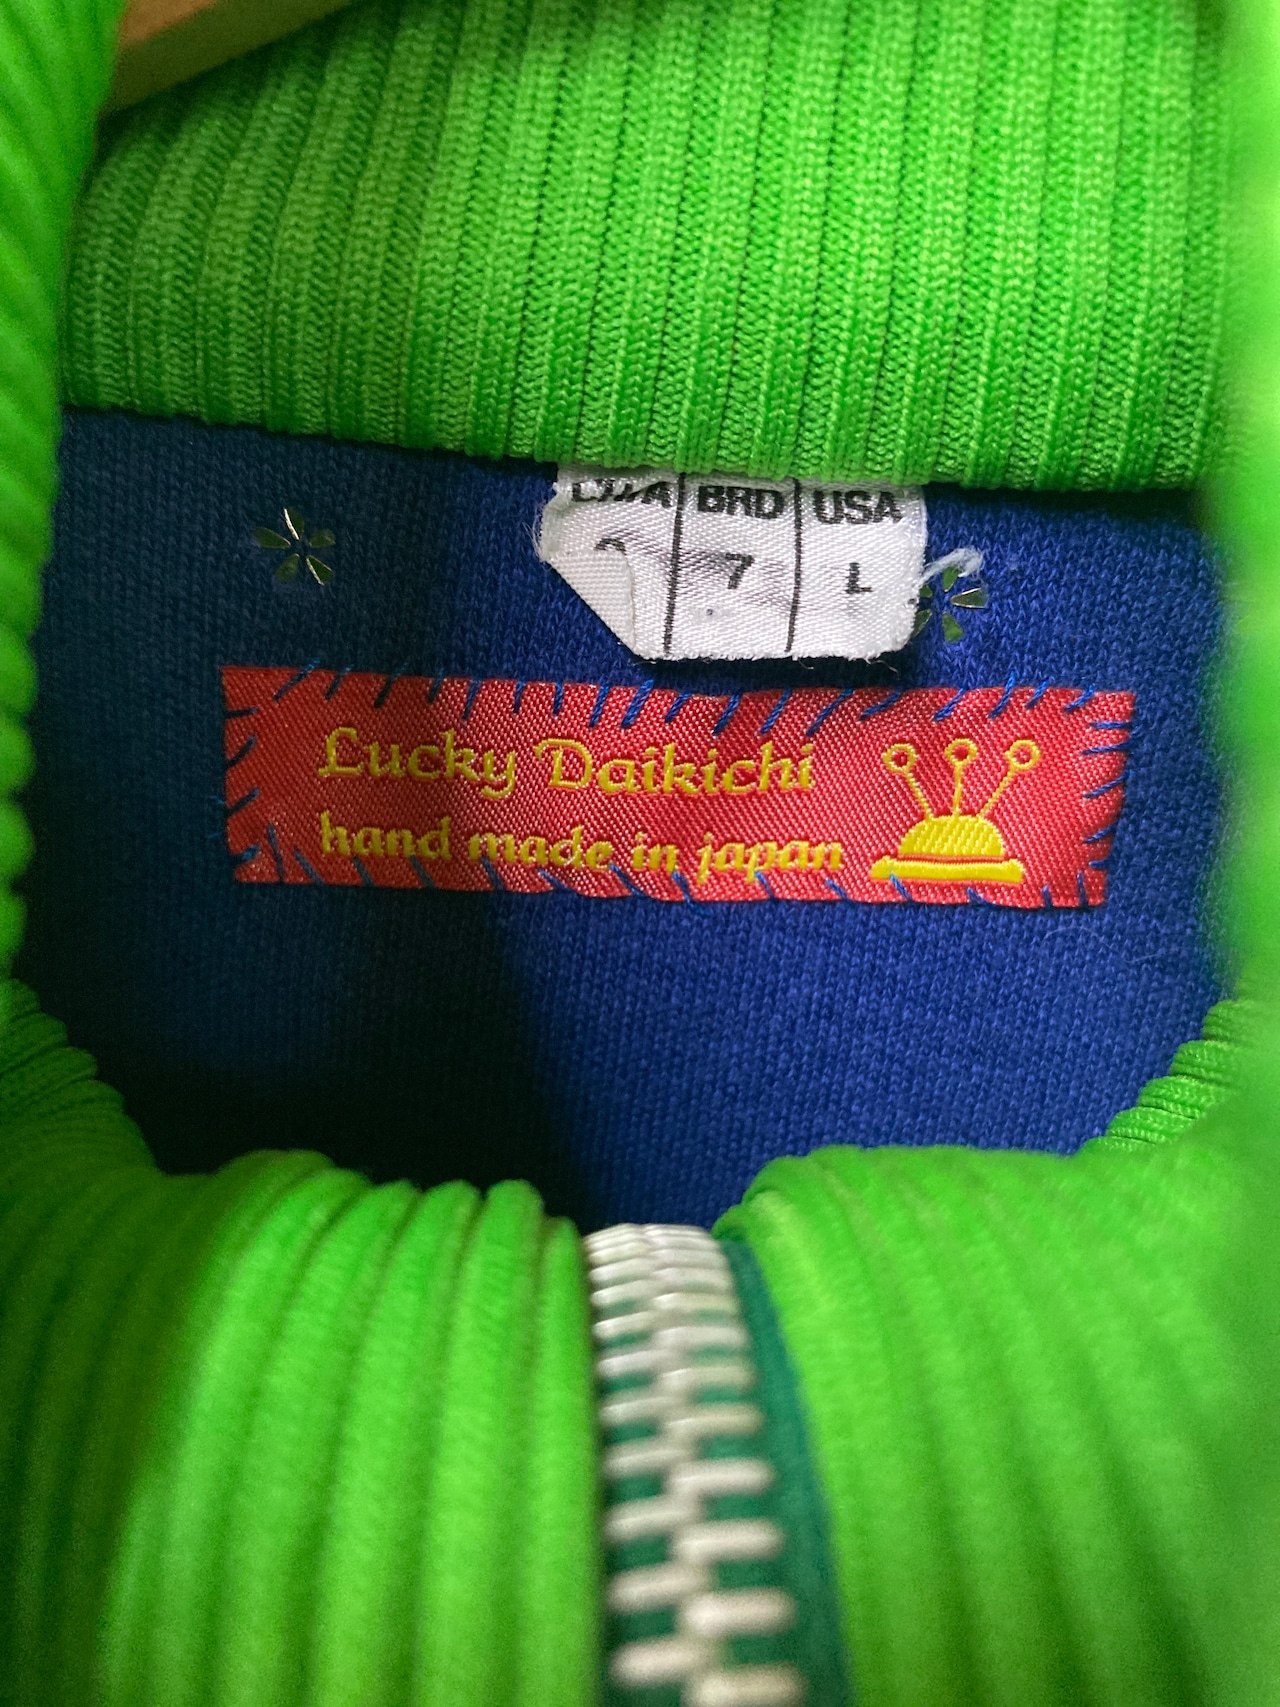 BRD USA
7 L
Lucky Daikichi
hand made in japan